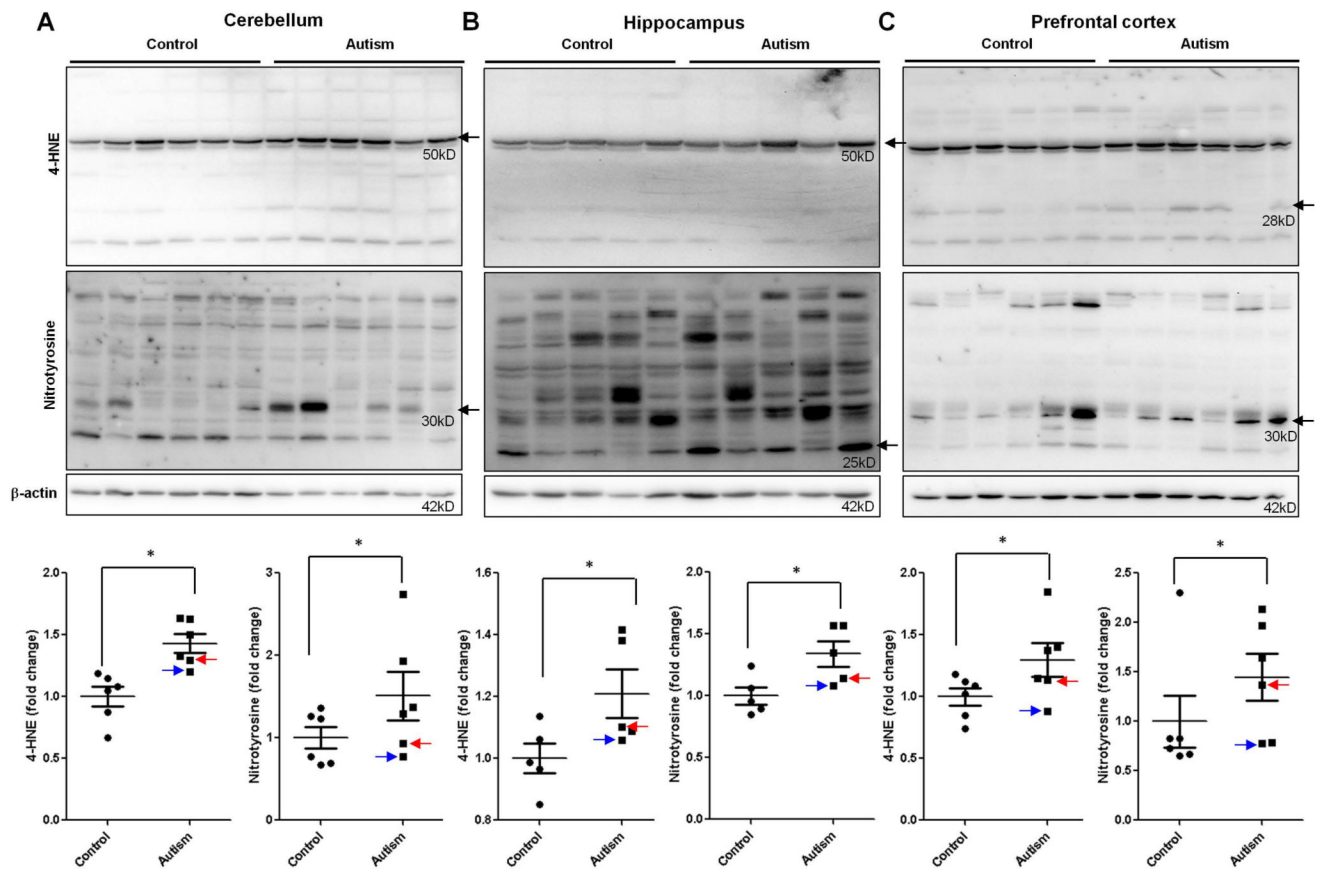 A Cerebellum B Hippocampus C Prefrontal cortex
Control Autism Control Autism Control Autism
4-HNE
50kD 50kD 28kD
Nitrotyrosine
30kD 25kD 30kD
β-actin
42kD 42kD 42kD
4-HNE (fold change)
2.0
1.5
1.0
0.5
0.0
*
Control Autism
Nitrotyrosine (fold change)
3
2
1
0
*
Control Autism
4-HNE (fold change)
1.6
1.4
1.2
1.0
0.8
*
Control Autism
Nitrotyrosine (fold change)
2.0
1.5
1.0
0.5
0.0
*
Control Autism
4-HNE (fold change)
2.0
1.5
1.0
0.5
0.0
*
Control Autism
Nitrotyrosine (fold change)
2.5
2.0
1.5
1.0
0.5
0.0
*
Control Autism